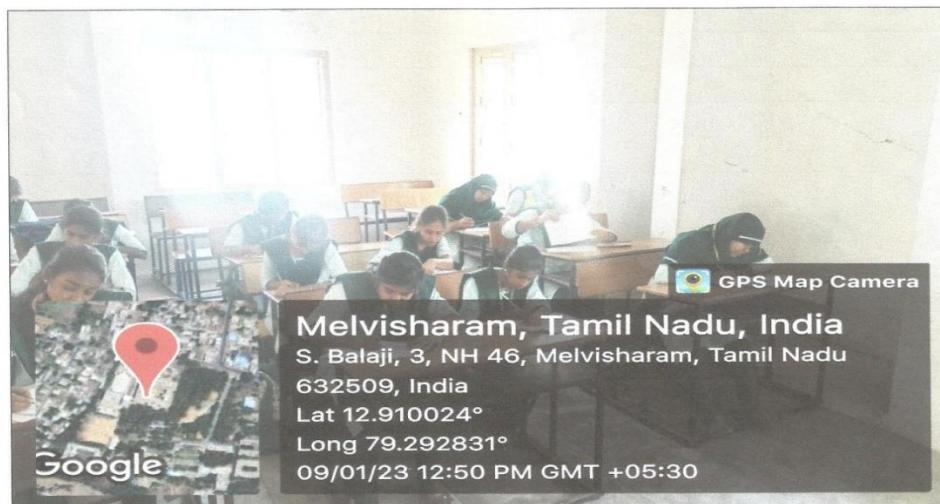 GPS Map Camera
Melvisharam, Tamil Nadu, India
S. Balaji, 3, NH 46, Melvisharam, Tamil Nadu
632509, India
Lat 12.910024°
Long 79.292831°
09/01/23 12:50 PM GMT +05:30
Google